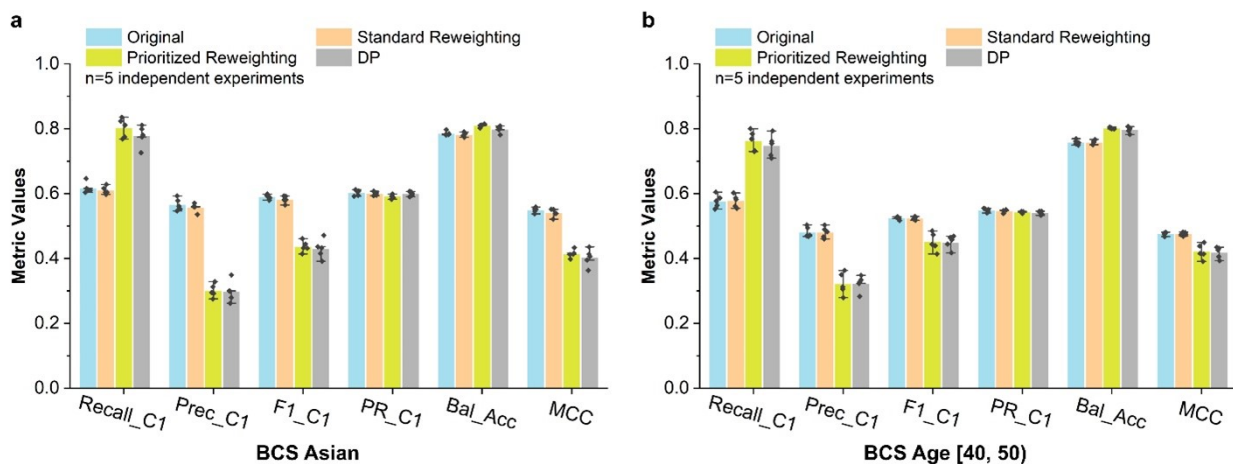 a
Original
Standard Reweighting
Prioritized Reweighting
DP
n=5 independent experiments
Metric Values
1.0
0.8
0.6
0.4
0.2
0.0
Recall_C1
Prec_C1
F1_C1
PR_C1
Bal_Acc
MCC
BCS Asian
b
Original
Standard Reweighting
Prioritized Reweighting
DP
n=5 independent experiments
Metric Values
1.0
0.8
0.6
0.4
0.2
0.0
Recall_C1
Prec_C1
F1_C1
PR_C1
Bal_Acc
MCC
BCS Age [40, 50)